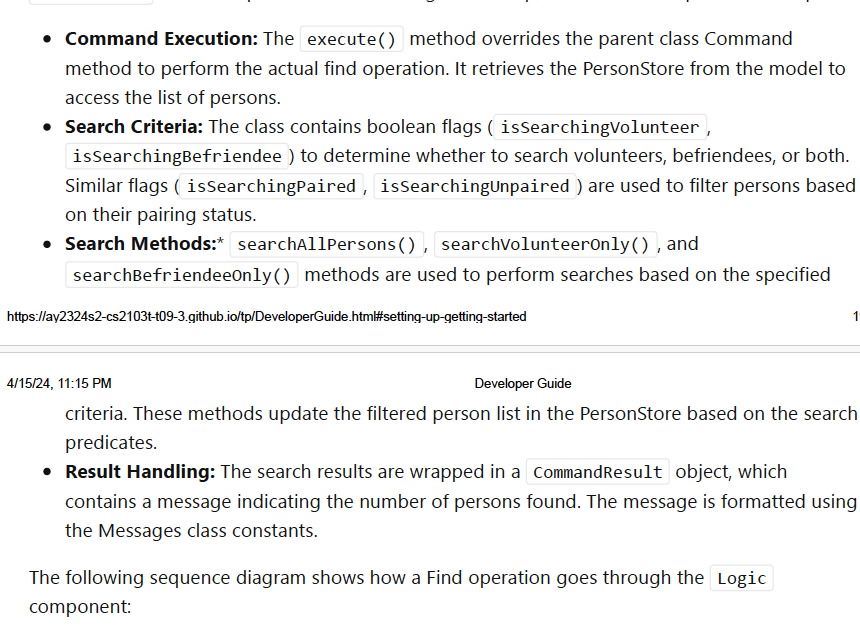 Command Execution: The execute() method overrides the parent class Command
method to perform the actual find operation. It retrieves the PersonStore from the model to
access the list of persons.
Search Criteria: The class contains boolean flags ( isSearchingVolunteer ,
isSearchingBefriendee ) to determine whether to search volunteers, befriendees, or both.
Similar flags ( isSearchingPaired , isSearchingUnpaired ) are used to filter persons based
on their pairing status.
Search Methods:* searchAllPersons() , searchVolunteerOnly() , and
searchBefriendeeOnly() methods are used to perform searches based on the specified
https://ay2324s2-cs2103t-t09-3.github.io/tp/DeveloperGuide.html#setting-up-getting-started
4/15/24, 11:15 PM Developer Guide
criteria. These methods update the filtered person list in the PersonStore based on the search
predicates.
Result Handling: The search results are wrapped in a CommandResult object, which
contains a message indicating the number of persons found. The message is formatted using
the Messages class constants.
The following sequence diagram shows how a Find operation goes through the Logic
component: